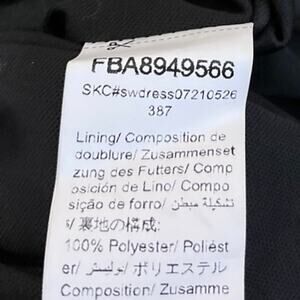 FBA8949566
SKC#swdress07210526
387
Lining/ Composition de
doublure/ Zusammenset
zung des Futters/ Comp
osición de Lino/ Compo
sição de forro/ تشكيلة مبطن/
s/ 裏地の構成:
100% Polyester/ Poliést
er/ بوليستر/ ポリエステル
Composition/ Zusamme